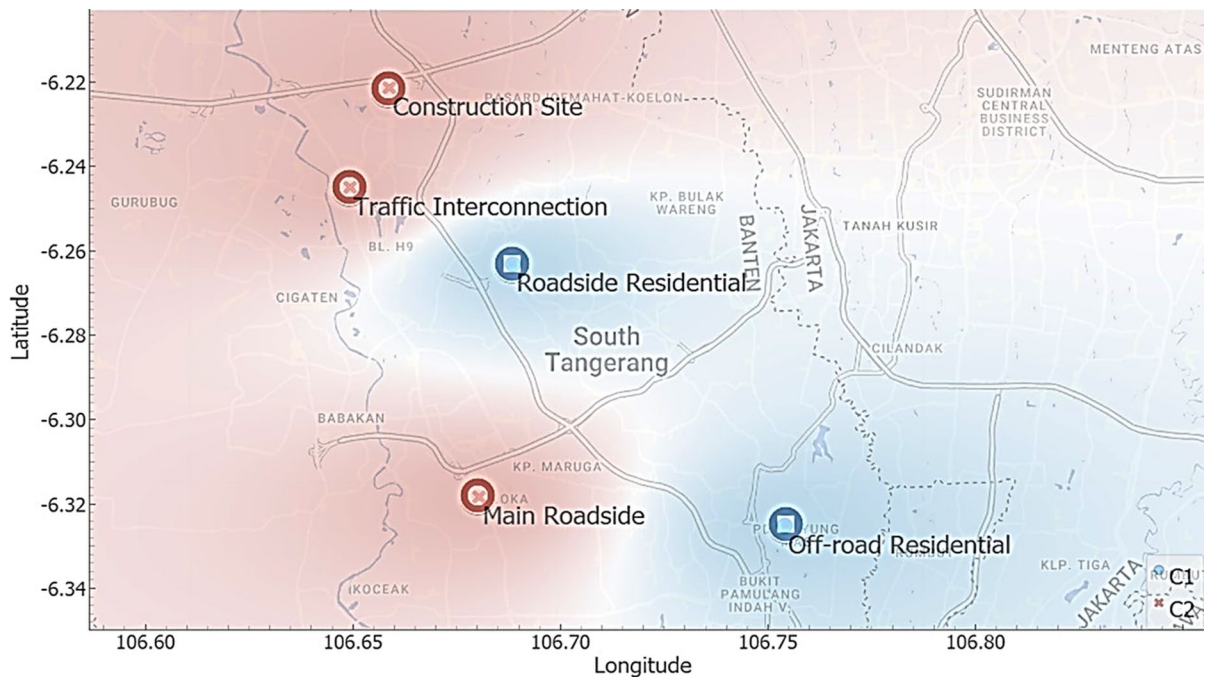 -6.22
-6.24
-6.26
-6.28
-6.30
-6.32
-6.34
Latitude
MENTENG ATAS
SUDIRMAN
CENTRAL
BUSINESS
DISTRICT
Construction Site
GURUBUG
Traffic Interconnection
KP. BULAK
WARENG
BANTEN
JAKARTA
TANAH KUSIR
BL. H9
Roadside Residential
CIGATEN
South
Tangerang
CILANDAK
BABAKAN
KP. MARUGA
OKA
Main Roadside
Off-road Residential
KLP. TIGA
IKOCEAK
BUKIT
PAMULANG
INDAH V.
JAKARTA
C1
C2
106.60
106.65
106.70
106.75
106.80
Longitude